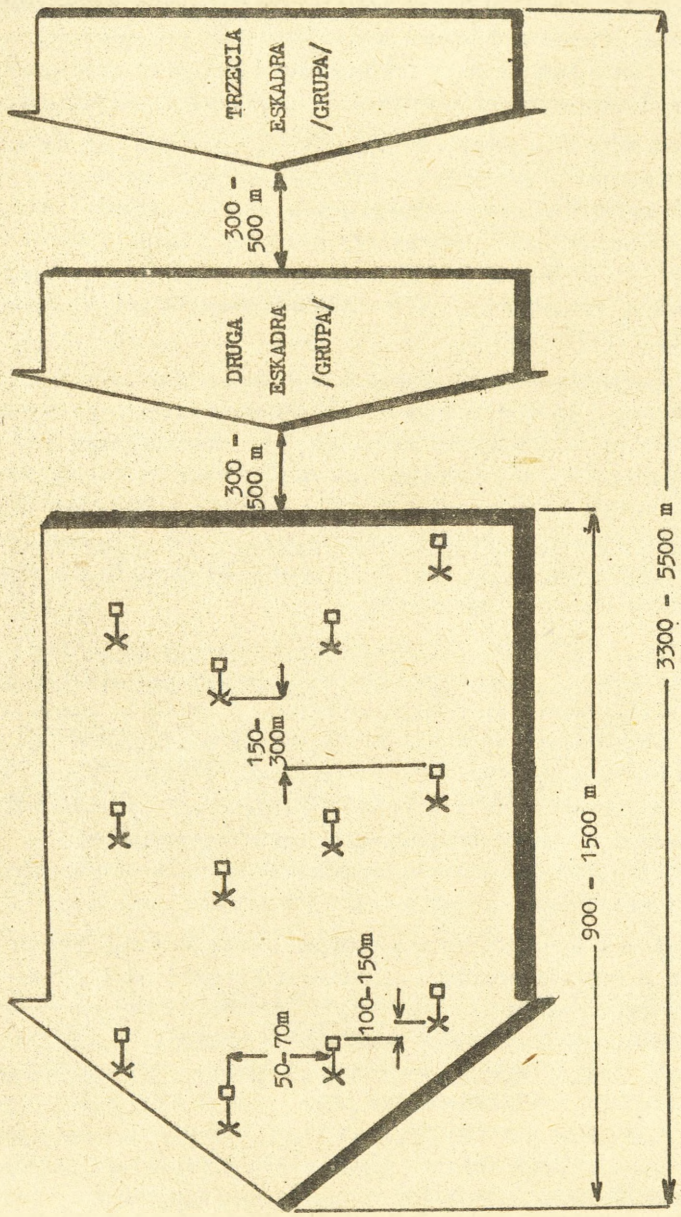 TRZECIA
ESKADRA
/GRUPA/
300 -
500 m
DRUGA
ESKADRA
/GRUPA/
300 -
500 m
150-
300m
100-150m
50-70m
900 - 1500 m
3300 - 5500 m